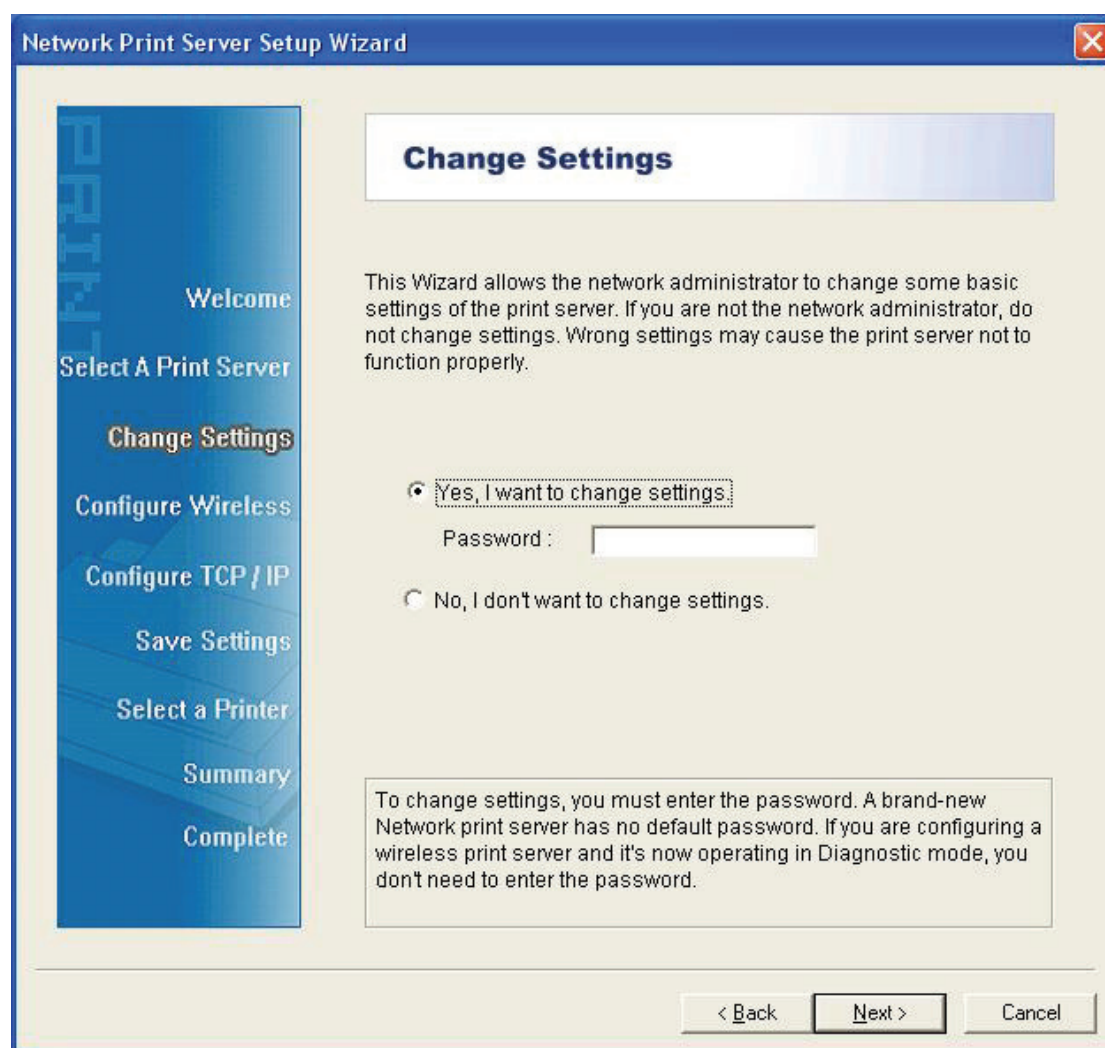 Network Print Server Setup Wizard
PRINT
Welcome
Select A Print Server
Change Settings
Configure Wireless
Configure TCP / IP
Save Settings
Select a Printer
Summary
Complete
Change Settings
This Wizard allows the network administrator to change some basic
settings of the print server. If you are not the network administrator, do
not change settings. Wrong settings may cause the print server not to
function properly.
Yes, I want to change settings.
Password :
No, I don't want to change settings.
To change settings, you must enter the password. A brand-new
Network print server has no default password. If you are configuring a
wireless print server and it's now operating in Diagnostic mode, you
don't need to enter the password.
< Back
Next >
Cancel